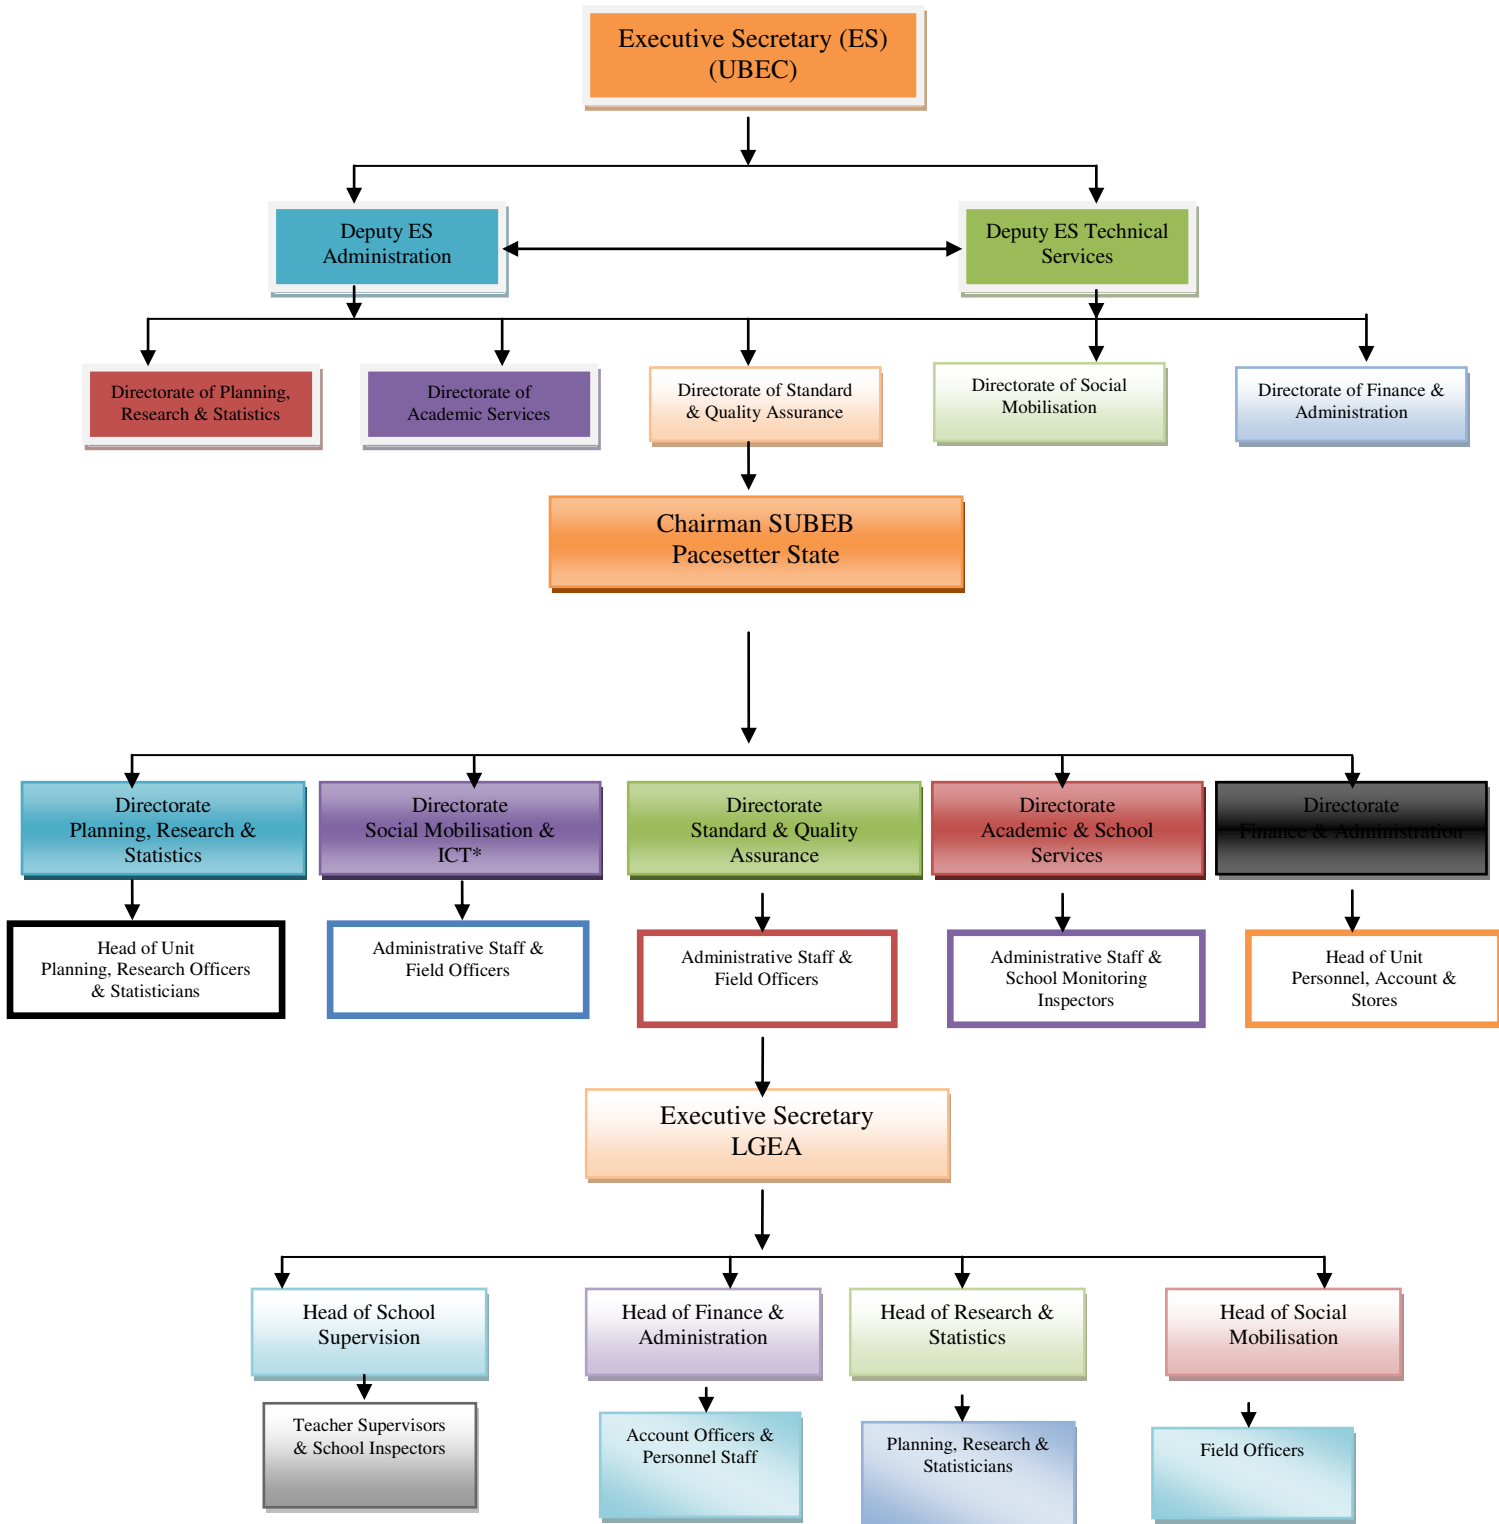 Executive Secretary (ES)
(UBEC)
Deputy ES
Administration
Deputy ES Technical
Services
Directorate of Planning,
Research & Statistics
Directorate of
Academic Services
Directorate of Standard
& Quality Assurance
Directorate of Social
Mobilisation
Directorate of Finance &
Administration
Chairman SUBEB
Pacesetter State
Directorate
Planning, Research &
Statistics
Directorate
Social Mobilisation &
ICT*
Directorate
Standard & Quality
Assurance
Directorate
Academic & School
Services
Directorate
Finance & Administration
Head of Unit
Planning, Research Officers
& Statisticians
Administrative Staff &
Field Officers
Administrative Staff &
Field Officers
Administrative Staff &
School Monitoring
Inspectors
Head of Unit
Personnel, Account &
Stores
Executive Secretary
LGEA
Head of School
Supervision
Head of Finance &
Administration
Head of Research &
Statistics
Head of Social
Mobilisation
Teacher Supervisors
& School Inspectors
Account Officers &
Personnel Staff
Planning, Research &
Statisticians
Field Officers